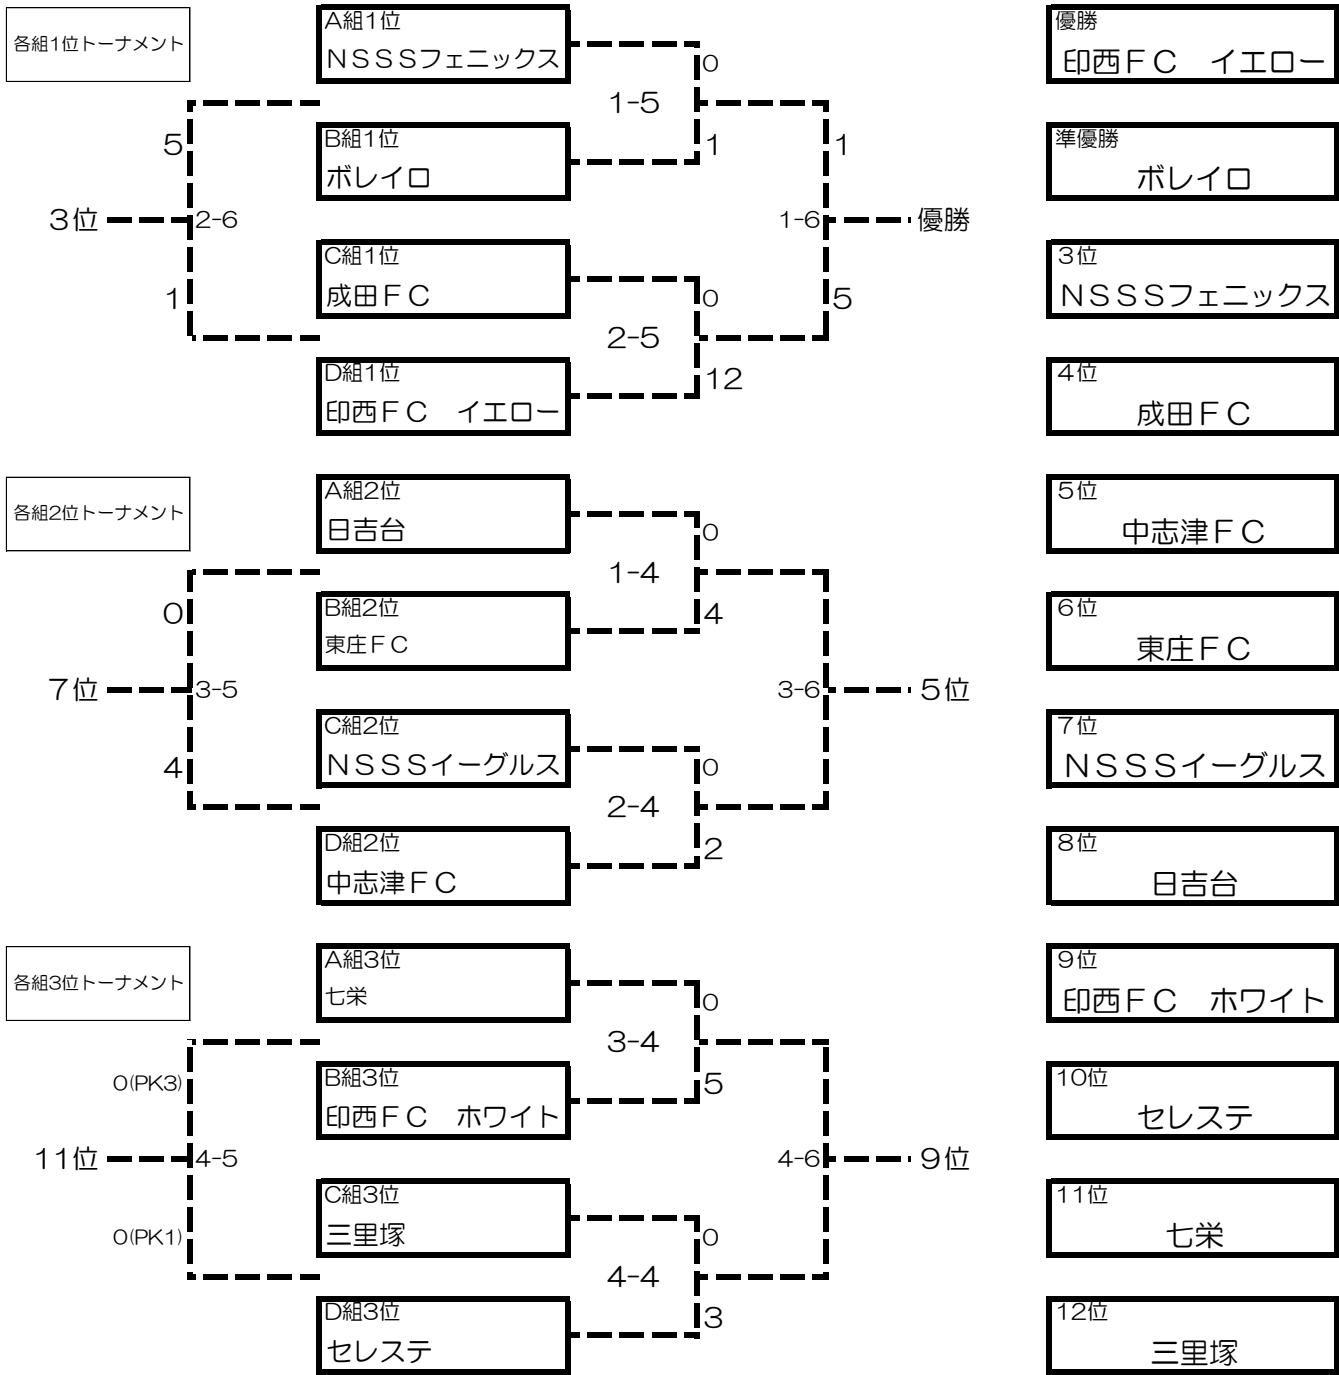 各組1位トーナメント
A組1位
NSSSフェニックス
0
1-5
5
B組1位
ボレイロ
1
1
3位
2-6
1-6
優勝
C組1位
成田FC
1
0
5
2-5
D組1位
印西FC イエロー
12
優勝
印西FC イエロー
準優勝
ボレイロ
3位
NSSSフェニックス
4位
成田FC
各組2位トーナメント
A組2位
日吉台
0
1-4
0
B組2位
東庄FC
4
7位
3-5
3-6
5位
C組2位
NSSSイーグルス
4
0
2-4
D組2位
中志津FC
2
5位
中志津FC
6位
東庄FC
7位
NSSSイーグルス
8位
日吉台
各組3位トーナメント
A組3位
七栄
0
3-4
0(PK3)
B組3位
印西FC ホワイト
5
11位
4-5
4-6
9位
C組3位
三里塚
0(PK1)
0
4-4
D組3位
セレステ
3
9位
印西FC ホワイト
10位
セレステ
11位
七栄
12位
三里塚